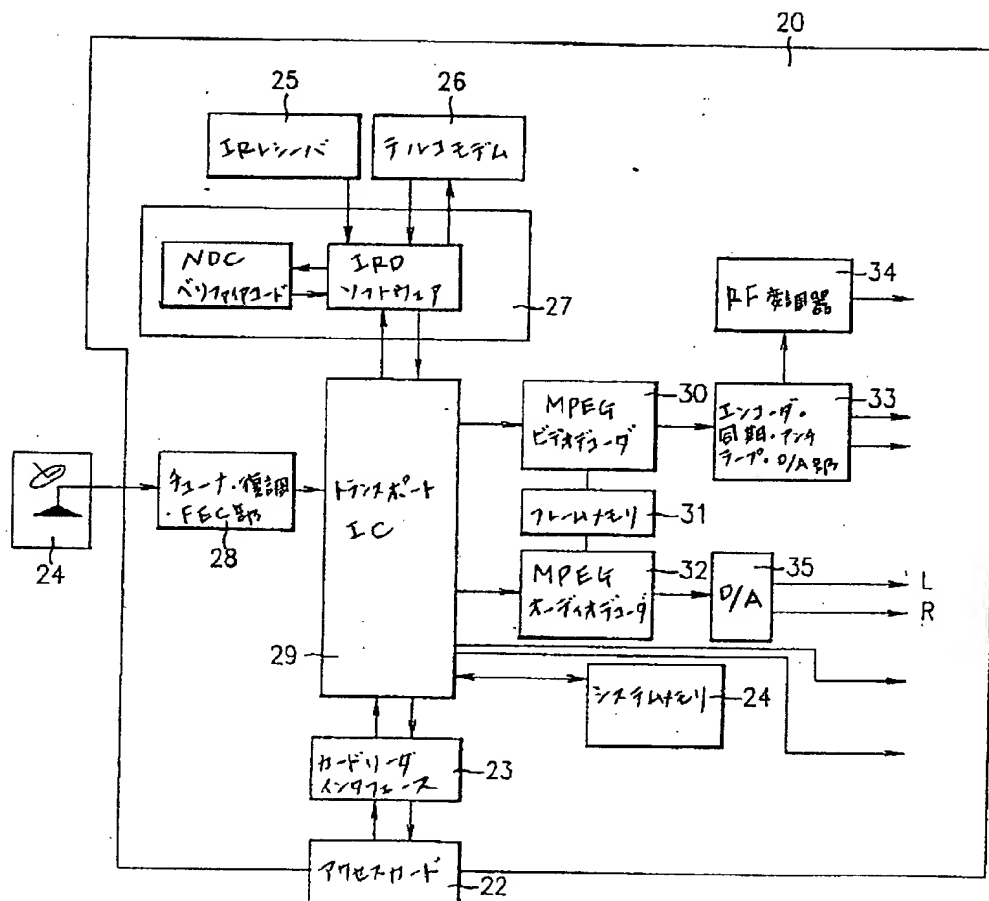 20
25
26
IRレシーバ
テルコモデム
NDC
ベリファイアコード
IRD
ソフトウェア
27
34
RF変調器
30
MPEG
ビデオデコーダ
33
エンコーダ・
同期・アンチ
テープ・D/A部
チューナ・復調
・FEC部
28
24
トランスポート
IC
29
フレームメモリ
31
MPEG
オーディオデコーダ
32
35
D/A
L
R
システムメモリ
24
カードリーダ
インタフェース
23
アクセスカード
22